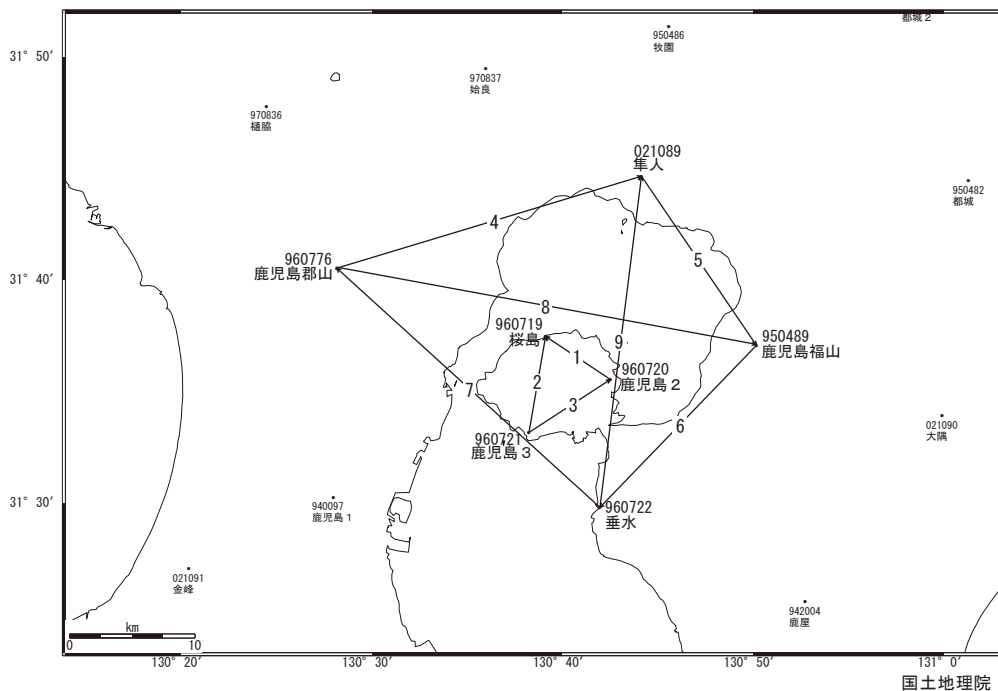 都城２
950486
牧園
31° 50′
970837
姶良
970836
樋脇
021089
隼人
950482
都城
4
5
960776
鹿児島郡山
31° 40′
8
960719
桜島
9
950489
鹿児島福山
1
960720
鹿児島２
2
7
3
6
021090
大隅
960721
鹿児島３
31° 30′
940097
鹿児島１
960722
垂水
021091
金峰
942004
鹿屋
km
0 10
130° 20′ 130° 30′ 130° 40′ 130° 50′ 131° 0′
国土地理院